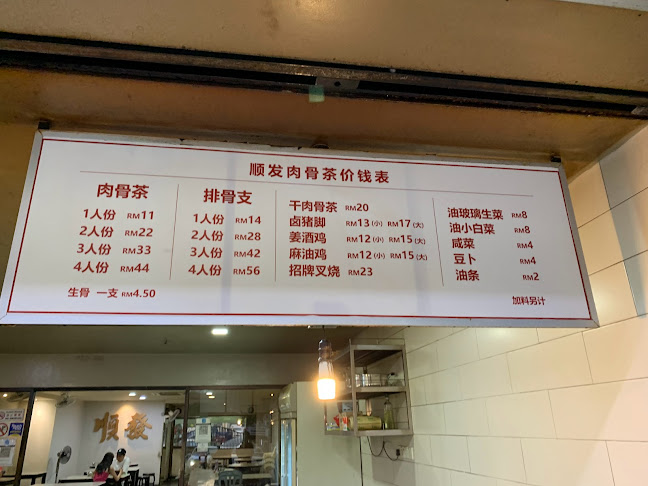 顺发肉骨茶价钱表
肉骨茶
1人份 RM11
2人份 RM22
3人份 RM33
4人份 RM44
生骨 一支 RM4.50
排骨支
1人份 RM14
2人份 RM28
3人份 RM42
4人份 RM56
干肉骨茶 RM20
卤猪脚 RM13 (小) RM17 (大)
姜酒鸡 RM12 (小) RM15 (大)
麻油鸡 RM12 (小) RM15 (大)
招牌叉烧 RM23
油玻璃生菜 RM8
油小白菜 RM8
咸菜 RM4
豆卜 RM4
油条 RM2
加料另计
順發